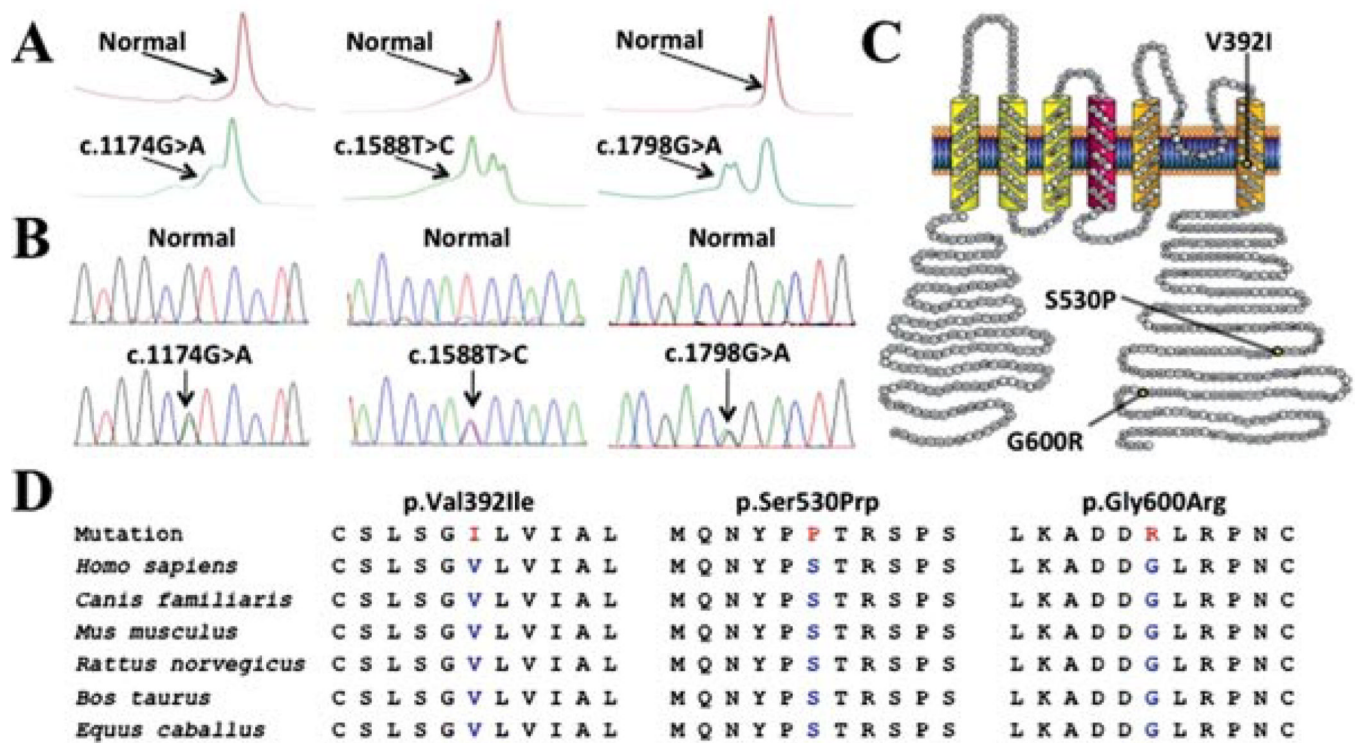 A
Normal
Normal
Normal
c.1174G>A
c.1588T>C
c.1798G>A
B
Normal
Normal
Normal
c.1174G>A
c.1588T>C
c.1798G>A
C
V392I
S530P
G600R
D
p.Val392Ile p.Ser530Prp p.Gly600Arg
Mutation C S L S G I L V I A L M Q N Y P P T R S P S L K A D D R L R P N C
Homo sapiens C S L S G V L V I A L M Q N Y P S T R S P S L K A D D G L R P N C
Canis familiaris C S L S G V L V I A L M Q N Y P S T R S P S L K A D D G L R P N C
Mus musculus C S L S G V L V I A L M Q N Y P S T R S P S L K A D D G L R P N C
Rattus norvegicus C S L S G V L V I A L M Q N Y P S T R S P S L K A D D G L R P N C
Bos taurus C S L S G V L V I A L M Q N Y P S T R S P S L K A D D G L R P N C
Equus caballus C S L S G V L V I A L M Q N Y P S T R S P S L K A D D G L R P N C